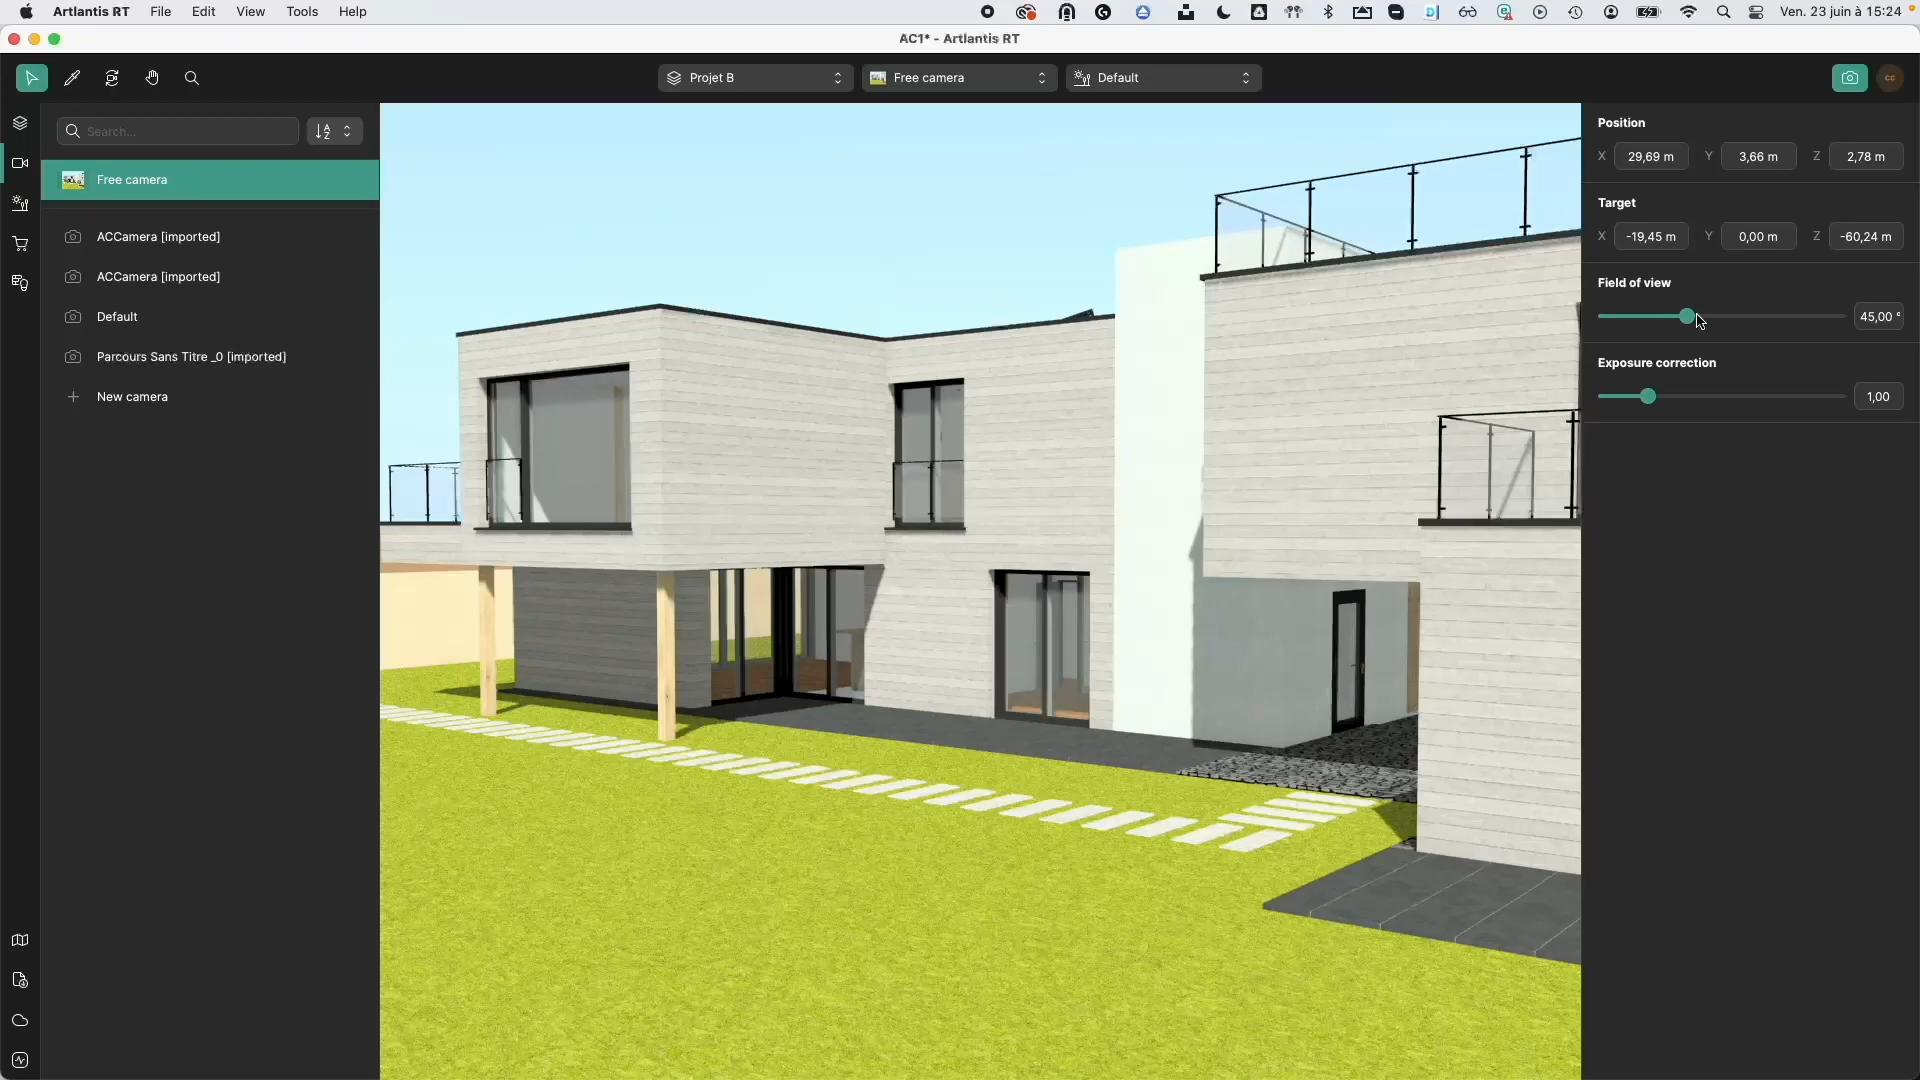 Artlantis RT File Edit View Tools Help Ven. 23 juin à 15:24
AC1* - Artlantis RT
Projet B Free camera Default CC
Search... A Z
Free camera
ACCamera [imported]
ACCamera [imported]
Default
Parcours Sans Titre _0 [imported]
New camera
Position
X 29,69 m Y 3,66 m Z 2,78 m
Target
X -19,45 m Y 0,00 m Z -60,24 m
Field of view
45,00 °
Exposure correction
1,00